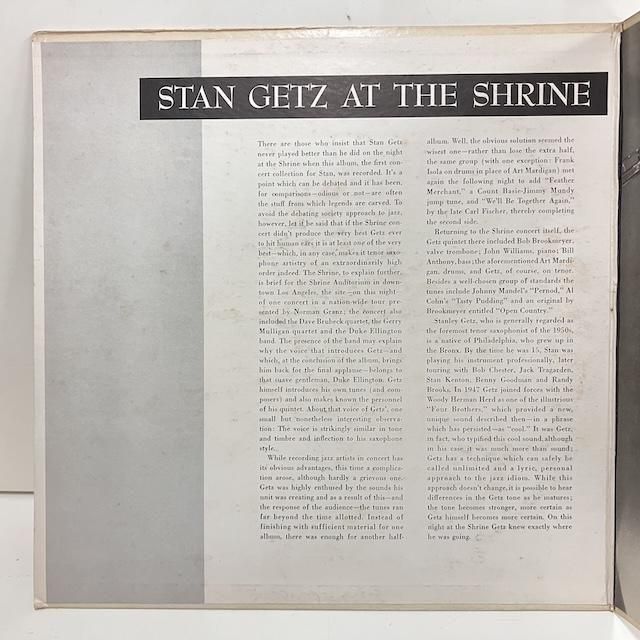 STAN GETZ AT THE SHRINE
There are those who insist that Stan Getz
never played better than he did on the night
at the Shrine when this album, the first con-
cert collection for Stan, was recorded. It's a
point which can be debated and it has been,
for comparisons—odious or not—are often
the stuff from which legends are carved. To
avoid the debating society approach to jazz,
however, let it be said that if the Shrine con-
cert didn't produce the very best Getz ever
to hit human ears it is at least one of the very
best—which, in any case, makes it tenor saxo-
phone artistry of an extraordinarily high
order indeed. The Shrine, to explain further,
is brief for the Shrine Auditorium in down-
town Los Angeles, the site—on this night—
of one concert in a nation-wide tour pre-
sented by Norman Granz; the concert also
included the Dave Brubeck quartet, the Gerry
Mulligan quartet and the Duke Ellington
band. The presence of the band may explain
why the voice that introduces Getz—and
which, at the conclusion of the album, brings
him back for the final applause—belongs to
that suave gentleman, Duke Ellington. Getz
himself introduces his own tunes (and com-
posers) and also makes known the personnel
of his quintet. About that voice of Getz', one
small but nonetheless interesting observa-
tion: The voice is strikingly similar in tone
and timbre and inflection to his saxophone
style.
While recording jazz artists in concert has
its obvious advantages, this time a complica-
tion arose, although hardly a grievous one.
Getz was highly enthused by the sounds his
unit was creating and as a result of this—and
the response of the audience—the tunes ran
far beyond the time allotted. Instead of
finishing with sufficient material for one
album, there was enough for another half-
album. Well, the obvious solution seemed the
wisest one—rather than lose the extra half,
the same group (with one exception: Frank
Isola on drums in place of Art Mardigan) met
again the following night to add "Feather
Merchant," a Count Basie-Jimmy Mundy
jump tune, and "We'll Be Together Again,"
by the late Carl Fischer, thereby completing
the second side.
Returning to the Shrine concert itself, the
Getz quintet there included Bob Brookmeyer,
valve trombone; John Williams, piano; Bill
Anthony, bass; the aforementioned Art Mardi-
gan, drums, and Getz, of course, on tenor.
Besides a well-chosen group of standards the
tunes include Johnny Mandel's "Pernod," Al
Cohn's "Tasty Pudding" and an original by
Brookmeyer entitled "Open Country."
Stanley Getz, who is generally regarded as
the foremost tenor saxophonist of the 1950s,
is a native of Philadelphia, who grew up in
the Bronx. By the time he was 15, Stan was
playing his instrument professionally, later
touring with Bob Chester, Jack Teagarden,
Stan Kenton, Benny Goodman and Randy
Brooks. In 1947 Getz joined forces with the
Woody Herman Herd as one of the illustrious
"Four Brothers," which provided a new,
unique sound described then—in a phrase
which has persisted—as "cool." It was Getz,
in fact, who typified this cool sound, although
in his case it was much more than sound;
Getz has a technique which can safely be
called unlimited and a lyric, personal
approach to the jazz idiom. While this
approach doesn't change, it is possible to hear
differences in the Getz tone as he matures;
the tone becomes stronger, more certain as
Getz himself becomes more certain. On this
night at the Shrine Getz knew exactly where
he was going.